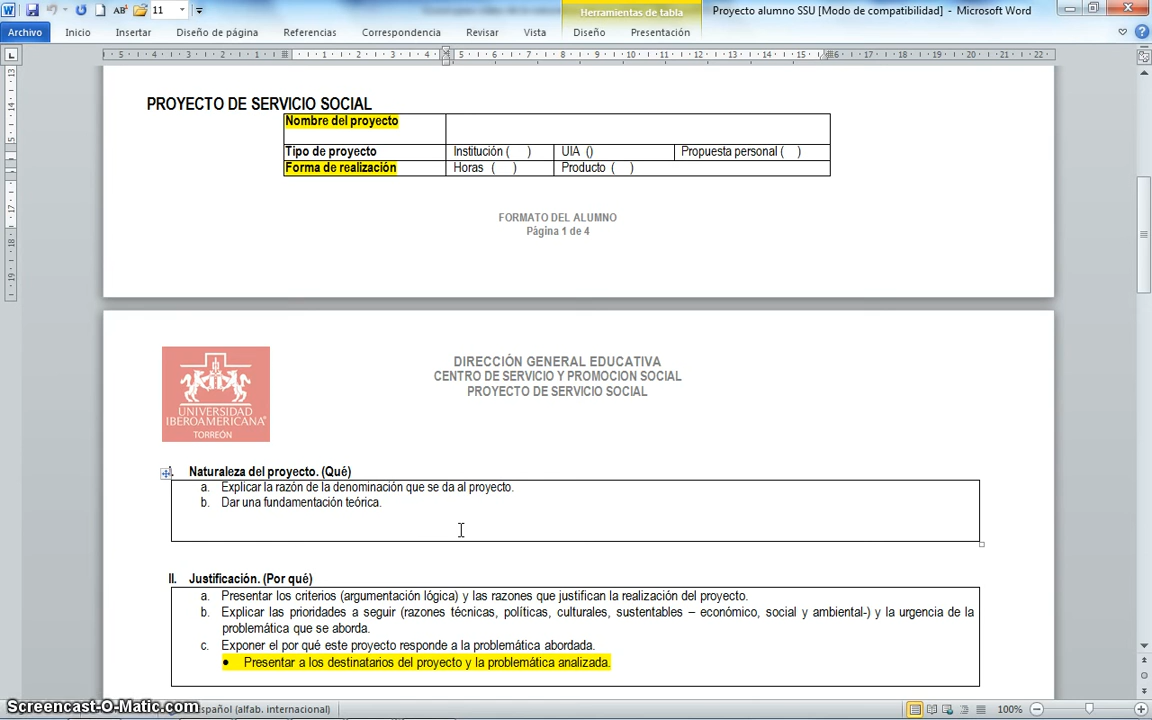 Herramientas de tabla
Proyecto alumno SSU [Modo de compatibilidad] - Microsoft Word
11
Archivo Inicio Insertar Diseño de página Referencias Correspondencia Revisar Vista Diseño Presentación
PROYECTO DE SERVICIO SOCIAL
Nombre del proyecto
Tipo de proyecto Institución ( ) UIA () Propuesta personal ( )
Forma de realización Horas ( ) Producto ( )
FORMATO DEL ALUMNO
Página 1 de 4
DIRECCIÓN GENERAL EDUCATIVA
CENTRO DE SERVICIO Y PROMOCION SOCIAL
PROYECTO DE SERVICIO SOCIAL
UNIVERSIDAD
IBEROAMERICANA
TORREÓN
Naturaleza del proyecto. (Qué)
a. Explicar la razón de la denominación que se da al proyecto.
b. Dar una fundamentación teórica.
II. Justificación. (Por qué)
a. Presentar los criterios (argumentación lógica) y las razones que justifican la realización del proyecto.
b. Explicar las prioridades a seguir (razones técnicas, políticas, culturales, sustentables – económico, social y ambiental-) y la urgencia de la
problemática que se aborda.
c. Exponer el por qué este proyecto responde a la problemática abordada.
• Presentar a los destinatarios del proyecto y la problemática analizada.
Screencast-O-Matic.com
spañol (alfab. internacional)
100%